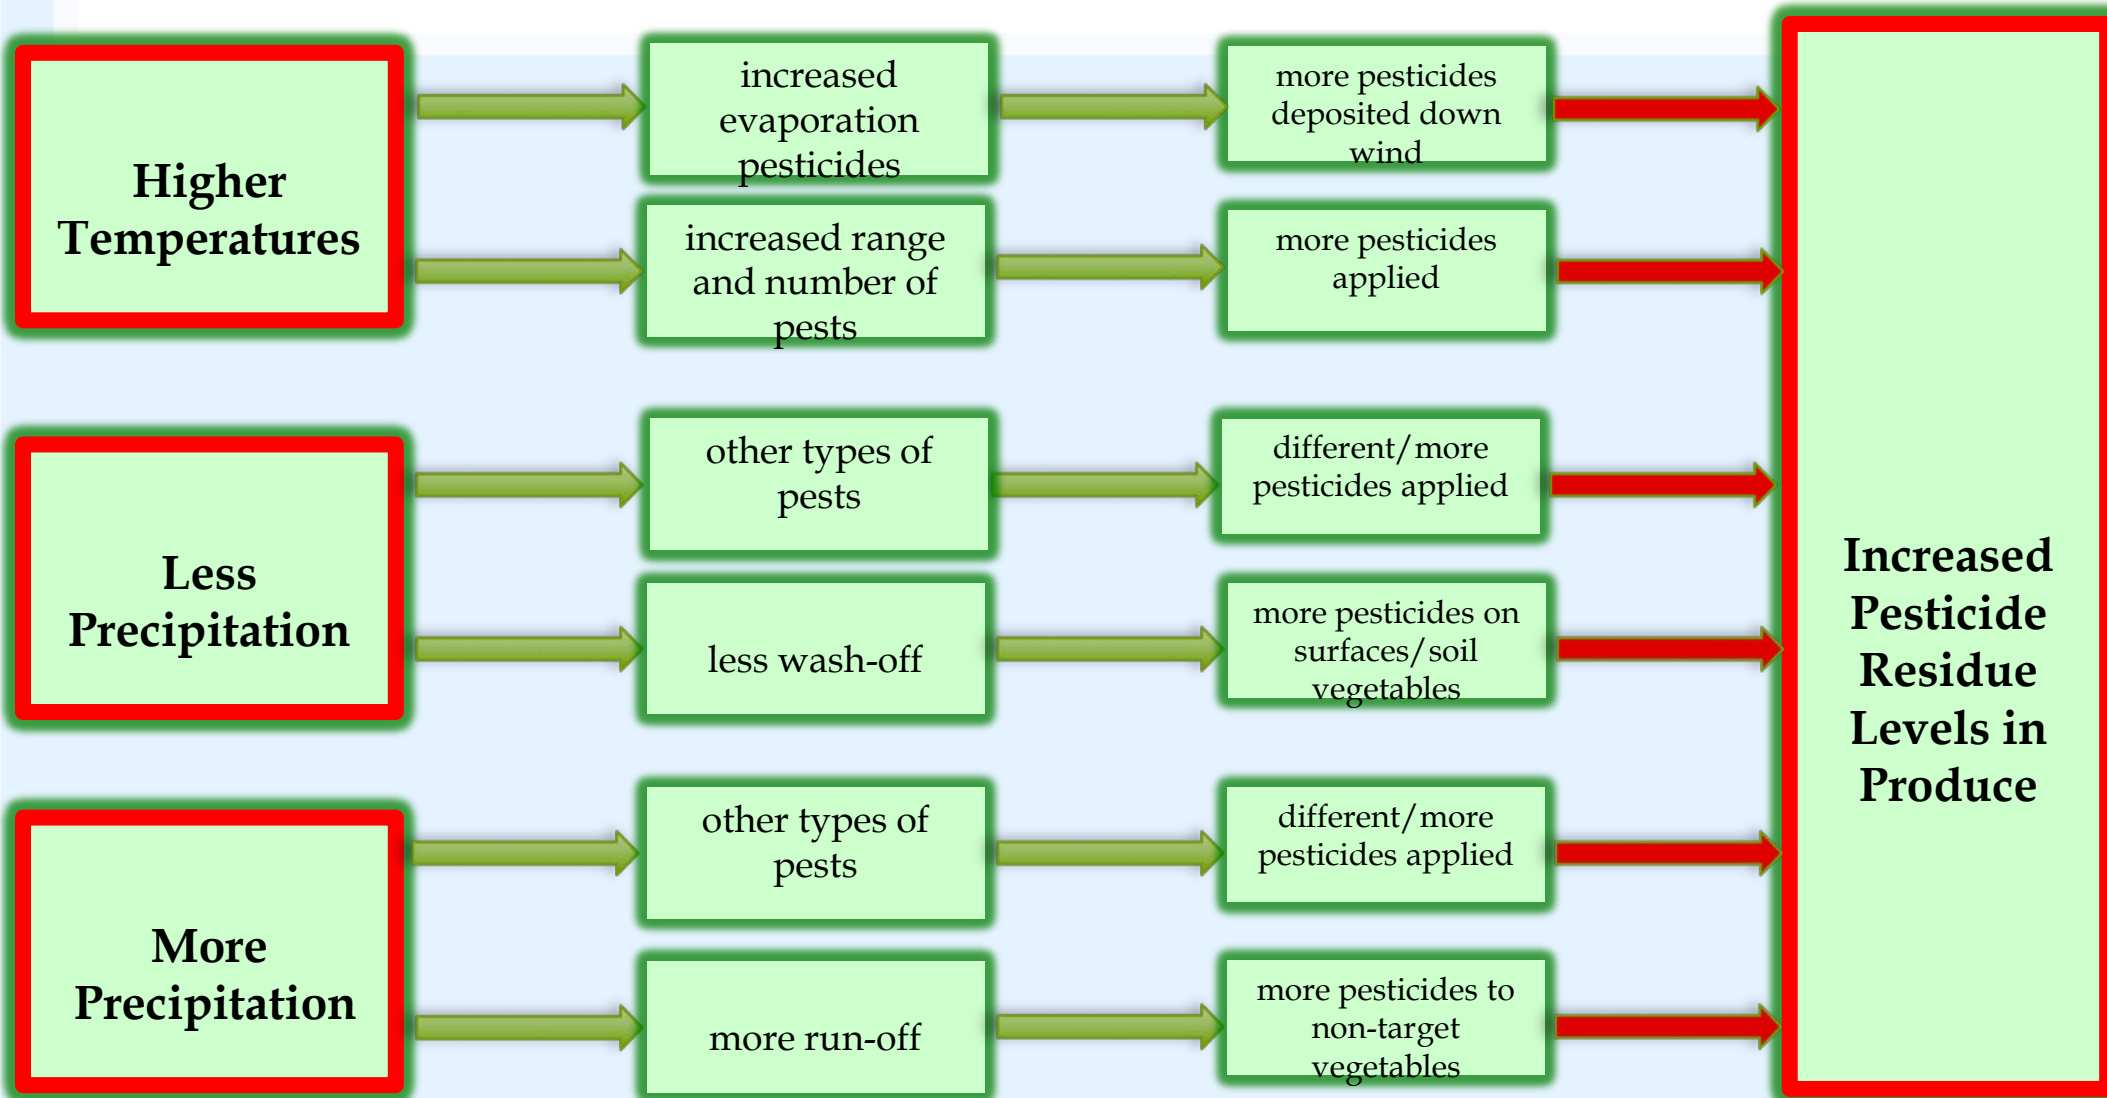 Higher
Temperatures
increased
evaporation
pesticides
more pesticides
deposited down
wind
increased range
and number of
pests
more pesticides
applied
Less
Precipitation
other types of
pests
different/more
pesticides applied
less wash-off
more pesticides on
surfaces/soil
vegetables
More
Precipitation
other types of
pests
different/more
pesticides applied
more run-off
more pesticides to
non-target
vegetables
Increased
Pesticide
Residue
Levels in
Produce